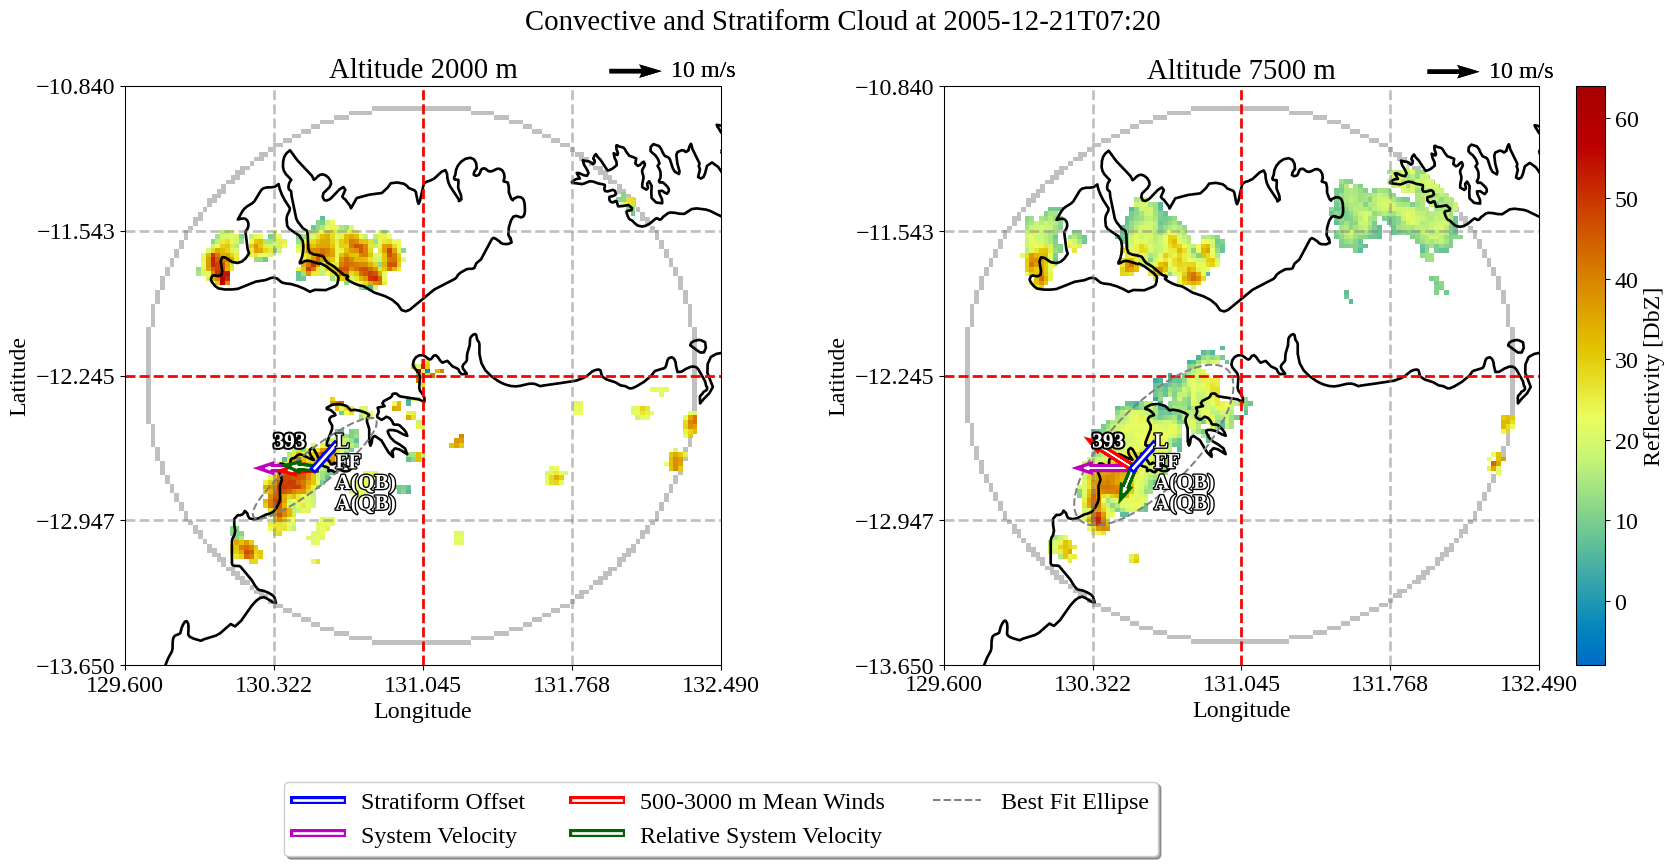 Convective and Stratiform Cloud at 2005-12-21T07:20
Altitude 2000 m
10 m/s
−10.840
−11.543
−12.245
−12.947
−13.650
Latitude
129.600
130.322
131.045
131.768
132.490
Longitude
393
L
FF
A(QB)
A(QB)
Altitude 7500 m
10 m/s
−10.840
−11.543
−12.245
−12.947
−13.650
Latitude
129.600
130.322
131.045
131.768
132.490
Longitude
393
L
FF
A(QB)
A(QB)
60
50
40
30
20
10
0
Reflectivity [DbZ]
Stratiform Offset
System Velocity
500-3000 m Mean Winds
Relative System Velocity
Best Fit Ellipse